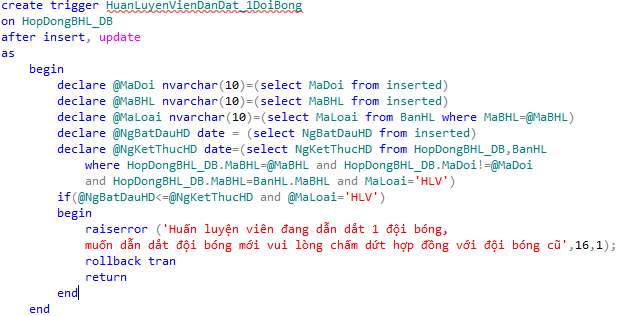 create trigger HuanLuyenVienDanDat_1DoiBong
on HopDongBHL_DB
after insert, update
as
begin
declare @MaDoi nvarchar(10)=(select MaDoi from inserted)
declare @MaBHL nvarchar(10)=(select MaBHL from inserted)
declare @MaLoai nvarchar(10)=(select MaLoai from BanHL where MaBHL=@MaBHL)
declare @NgBatDauHD date = (select NgBatDauHD from inserted)
declare @NgKetThucHD date=(select NgKetThucHD from HopDongBHL_DB,BanHL
where HopDongBHL_DB.MaBHL=@MaBHL and HopDongBHL_DB.MaDoi!=@MaDoi
and HopDongBHL_DB.MaBHL=BanHL.MaBHL and MaLoai='HLV')
if(@NgBatDauHD<=@NgKetThucHD and @MaLoai='HLV')
begin
raiserror ('Huấn luyện viên đang dẫn dắt 1 đội bóng,
muốn dẫn dắt đội bóng mới vui lòng chấm dứt hợp đồng với đội bóng cũ',16,1);
rollback tran
return
end
end